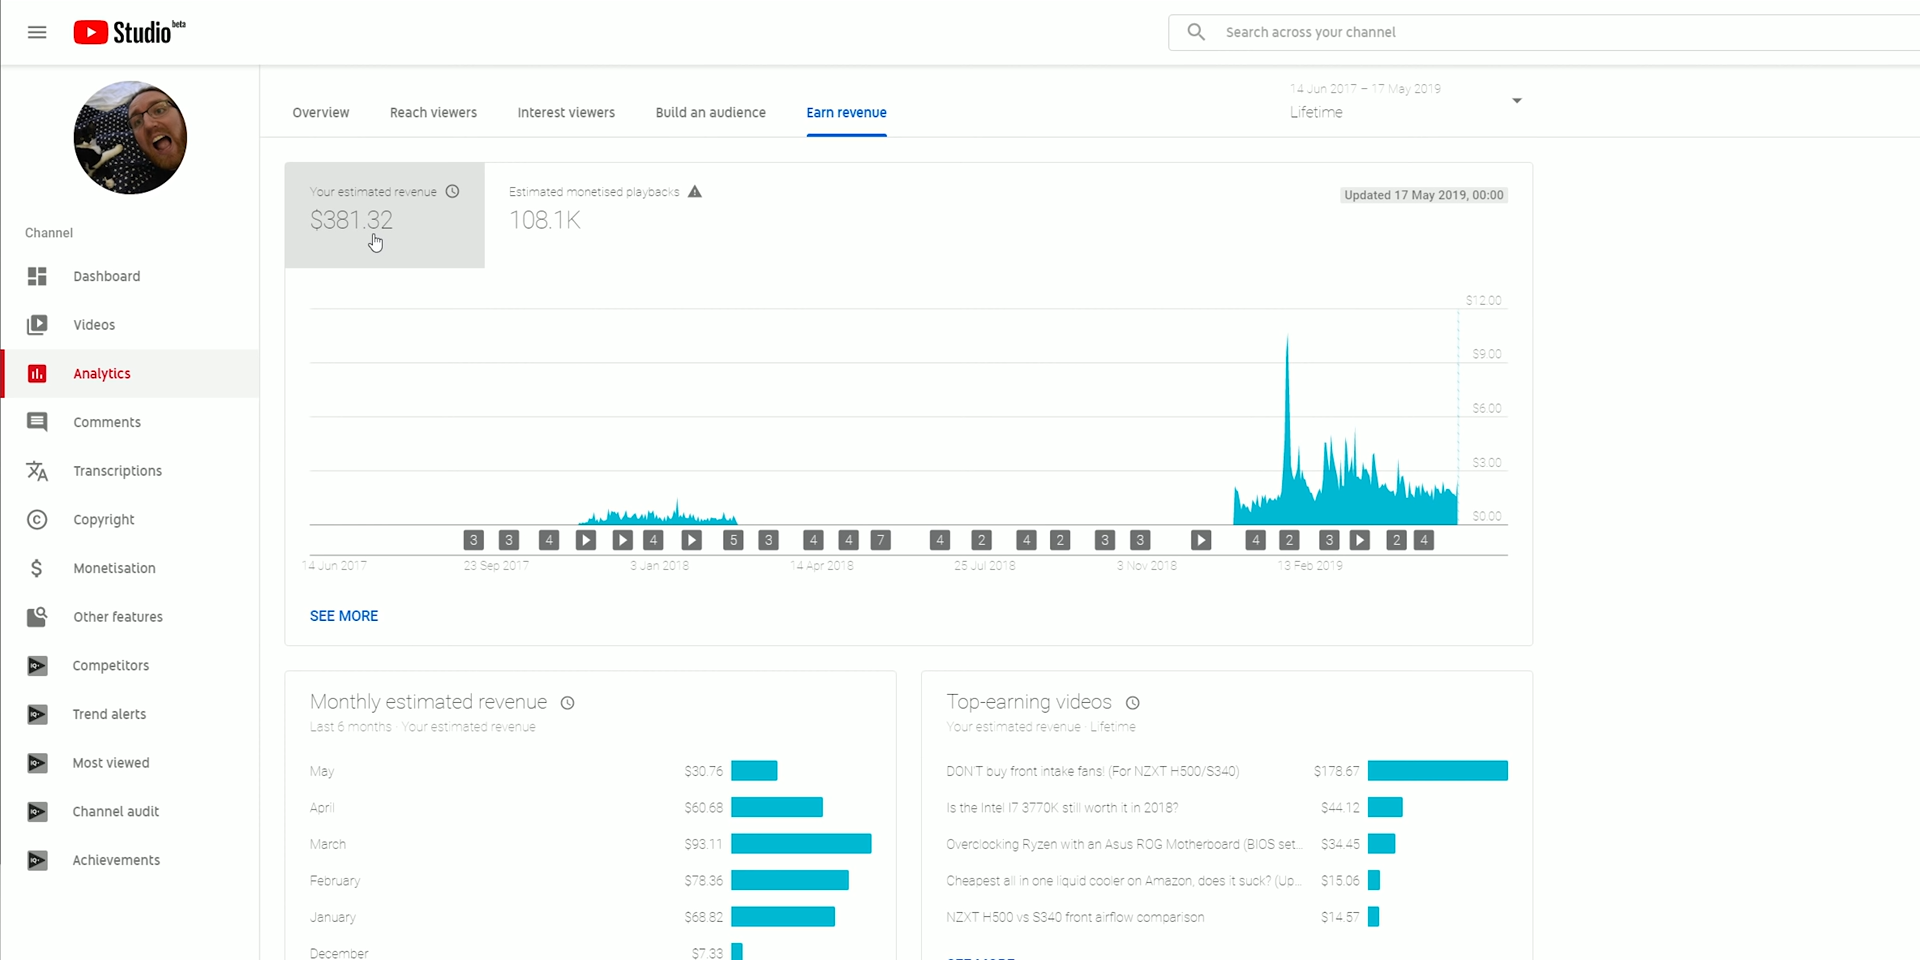 Studio beta
Search across your channel
Overview
Reach viewers
Interest viewers
Build an audience
Earn revenue
14 Jun 2017 – 17 May 2019
Lifetime
Your estimated revenue
$381.32
Estimated monetised playbacks
108.1K
Updated 17 May 2019, 00:00
Channel
Dashboard
Videos
Analytics
Comments
Transcriptions
Copyright
Monetisation
Other features
Competitors
Trend alerts
Most viewed
Channel audit
Achievements
$12.00
$9.00
$6.00
$3.00
$0.00
3 3 4 4 5 3 4 4 7 4 2 4 2 3 3 4 2 3 2 4
14 Jun 2017 23 Sep 2017 3 Jan 2018 14 Apr 2018 25 Jul 2018 3 Nov 2018 13 Feb 2019
SEE MORE
Monthly estimated revenue
Last 6 months · Your estimated revenue
May $30.76
April $60.68
March $93.11
February $78.36
January $68.82
December $7.33
Top-earning videos
Your estimated revenue · Lifetime
DON'T buy front intake fans! (For NZXT H500/S340) $178.67
Is the Intel I7 3770K still worth it in 2018? $44.12
Overclocking Ryzen with an Asus ROG Motherboard (BIOS set... $34.45
Cheapest all in one liquid cooler on Amazon, does it suck? (Up... $15.06
NZXT H500 vs S340 front airflow comparison $14.57